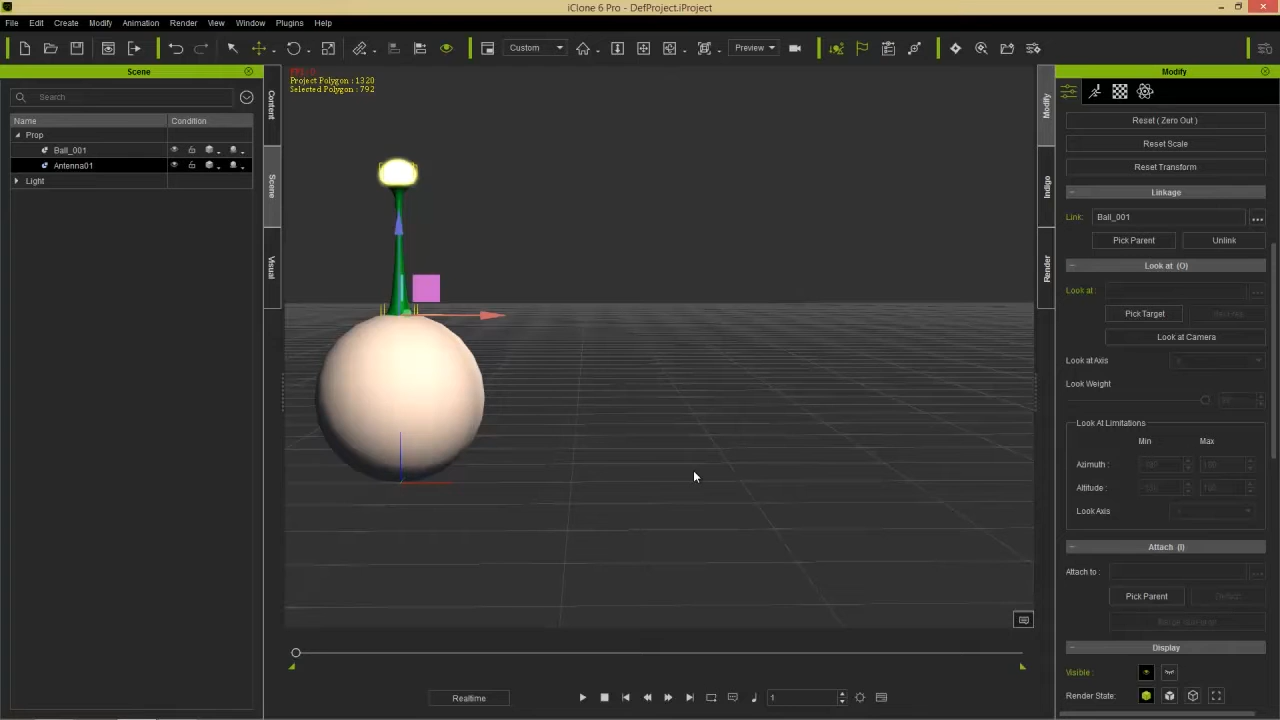 iClone 6 Pro - DefProject.iProject
File Edit Create Modify Animation Render View Window Plugins Help
Custom
Preview
Scene
Search
Name Condition
Prop
Ball_001
Antenna01
Light
Content
Scene
Visual
Project Polygon : 1320
Selected Polygon : 792
Realtime
1
Modify
Indigo
Render
Modify
Reset ( Zero Out )
Reset Scale
Reset Transform
Linkage
Link: Ball_001 ...
Pick Parent Unlink
Look at (O)
Look at : ...
Pick Target
Look at Camera
Look at Axis
Look Weight
Look At Limitations
Min Max
Azimuth :
Altitude :
Look Axis
Attach (I)
Attach to : ...
Pick Parent
Display
Visible :
Render State: